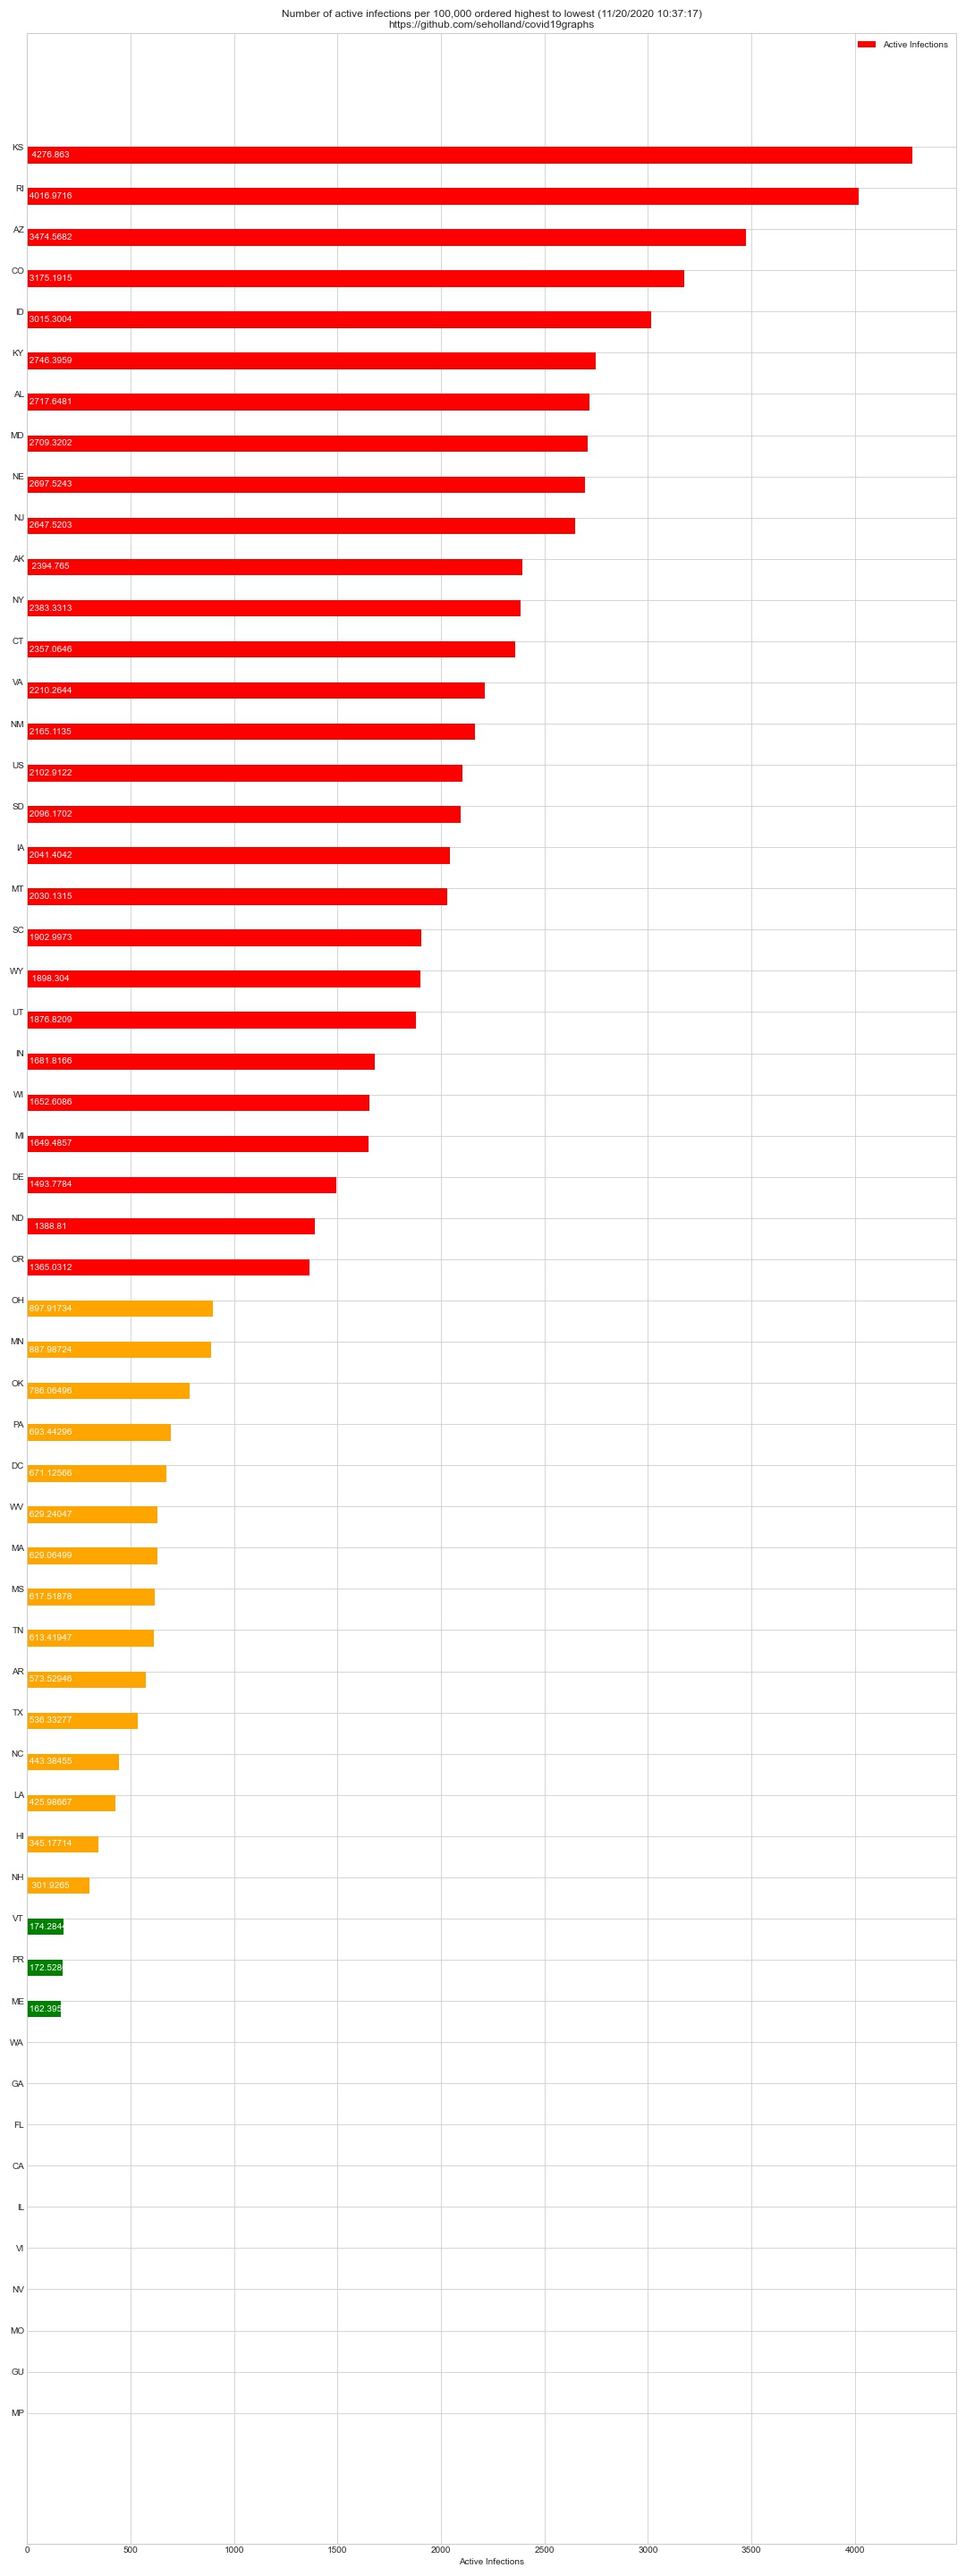 Number of active infections per 100,000 ordered highest to lowest (11/20/2020 10:37:17)
https://github.com/seholland/covid19graphs
Active Infections
KS 4276.863
RI 4016.9716
AZ 3474.5682
CO 3175.1915
ID 3015.3004
KY 2746.3959
AL 2717.6481
MD 2709.3202
NE 2697.5243
NJ 2647.5203
AK 2394.765
NY 2383.3313
CT 2357.0646
VA 2210.2644
NM 2165.1135
US 2102.9122
SD 2096.1702
IA 2041.4042
MT 2030.1315
SC 1902.9973
WY 1898.304
UT 1876.8209
IN 1681.8166
WI 1652.6086
MI 1649.4857
DE 1493.7784
ND 1388.81
OR 1365.0312
OH 897.91734
MN 887.98724
OK 786.06496
PA 693.44296
DC 671.12566
WV 629.24047
MA 629.06499
MS 617.51878
TN 613.41947
AR 573.52946
TX 536.33277
NC 443.38455
LA 425.98667
HI 345.17714
NH 301.9265
VT 174.2844
PR 172.528
ME 162.395
WA
GA
FL
CA
IL
VI
NV
MO
GU
MP
0 500 1000 1500 2000 2500 3000 3500 4000
Active Infections